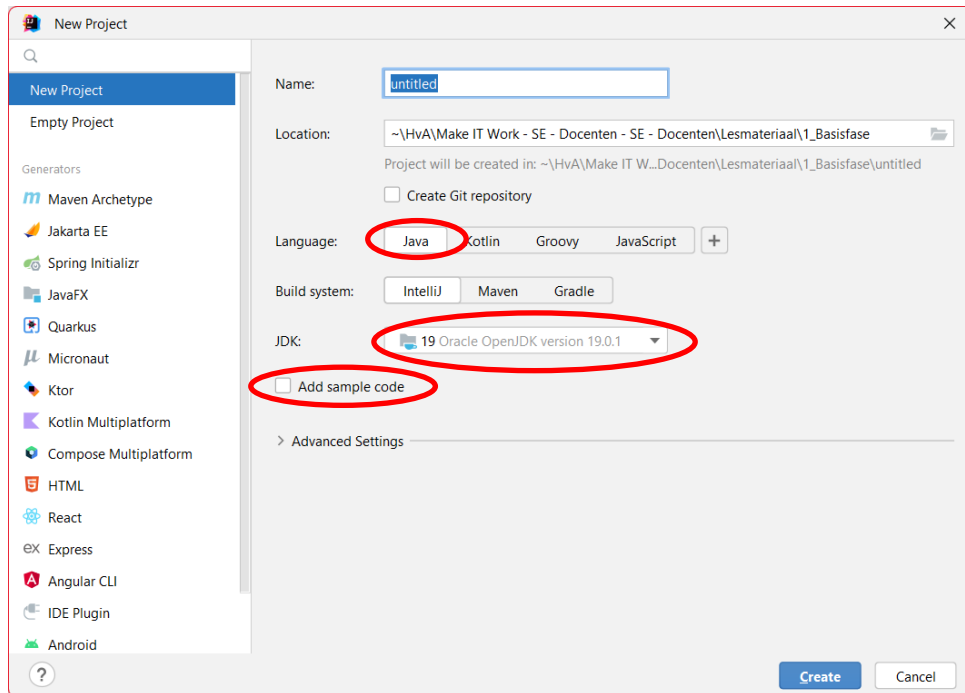 New Project
New Project
Empty Project
Generators
Maven Archetype
Jakarta EE
Spring Initializr
JavaFX
Quarkus
Micronaut
Ktor
Kotlin Multiplatform
Compose Multiplatform
HTML
React
Express
Angular CLI
IDE Plugin
Android
Name: untitled
Location: ~\HvA\Make IT Work - SE - Docenten - SE - Docenten\Lesmateriaal\1_Basisfase
Project will be created in: ~\HvA\Make IT W...Docenten\Lesmateriaal\1_Basisfase\untitled
Create Git repository
Language: Java Kotlin Groovy JavaScript +
Build system: IntelliJ Maven Gradle
JDK: 19 Oracle OpenJDK version 19.0.1
Add sample code
> Advanced Settings
? Create Cancel